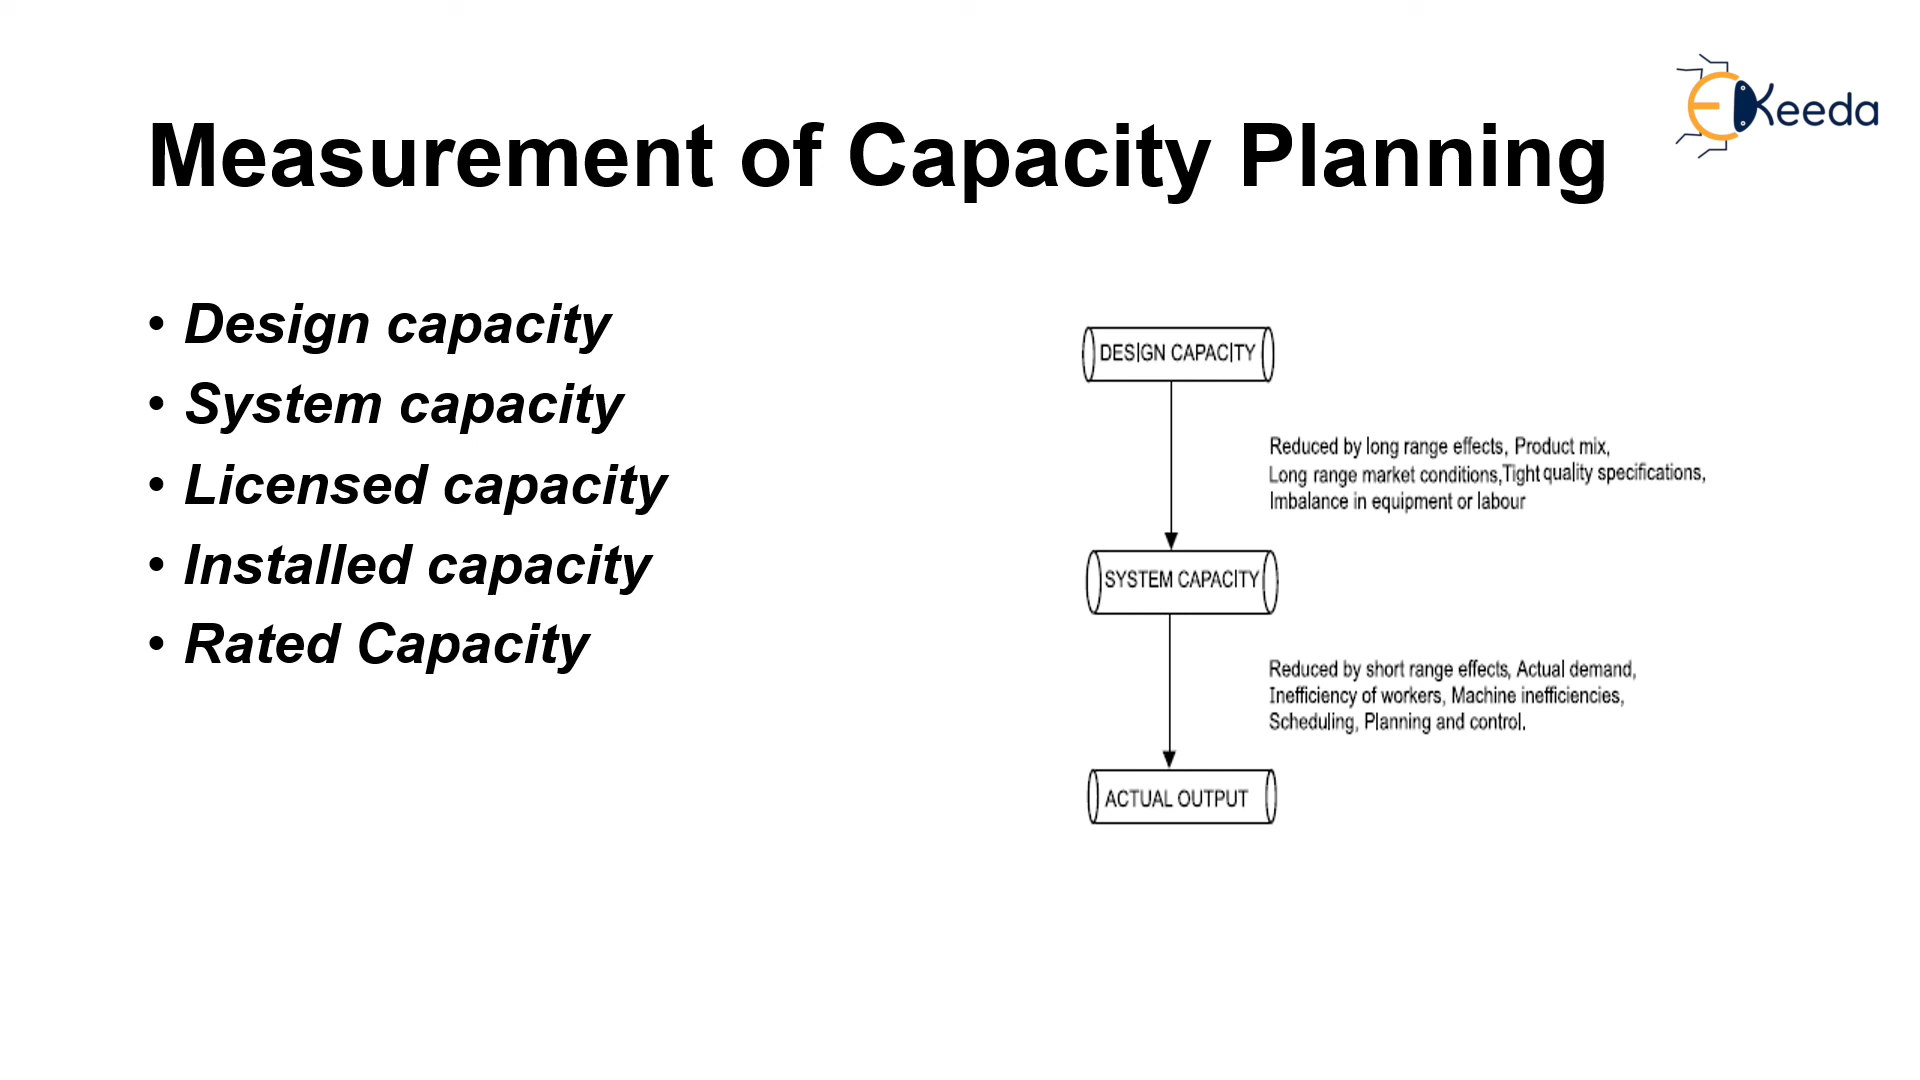 Measurement of Capacity Planning
EKeeda
• Design capacity
• System capacity
• Licensed capacity
• Installed capacity
• Rated Capacity
DESIGN CAPACITY
Reduced by long range effects, Product mix,
Long range market conditions,Tight quality specifications,
Imbalance in equipment or labour
SYSTEM CAPACITY
Reduced by short range effects, Actual demand,
Inefficiency of workers, Machine inefficiencies,
Scheduling, Planning and control.
ACTUAL OUTPUT